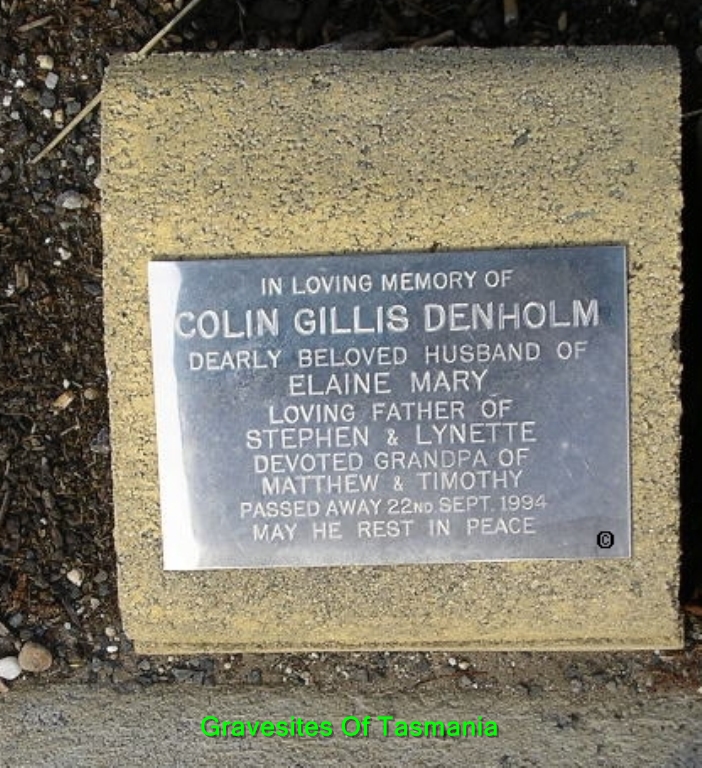 IN LOVING MEMORY OF
COLIN GILLIS DENHOLM
DEARLY BELOVED HUSBAND OF
ELAINE MARY
LOVING FATHER OF
STEPHEN & LYNETTE
DEVOTED GRANDPA OF
MATTHEW & TIMOTHY
PASSED AWAY 22ND SEPT. 1994
MAY HE REST IN PEACE
©
Gravesites Of Tasmania